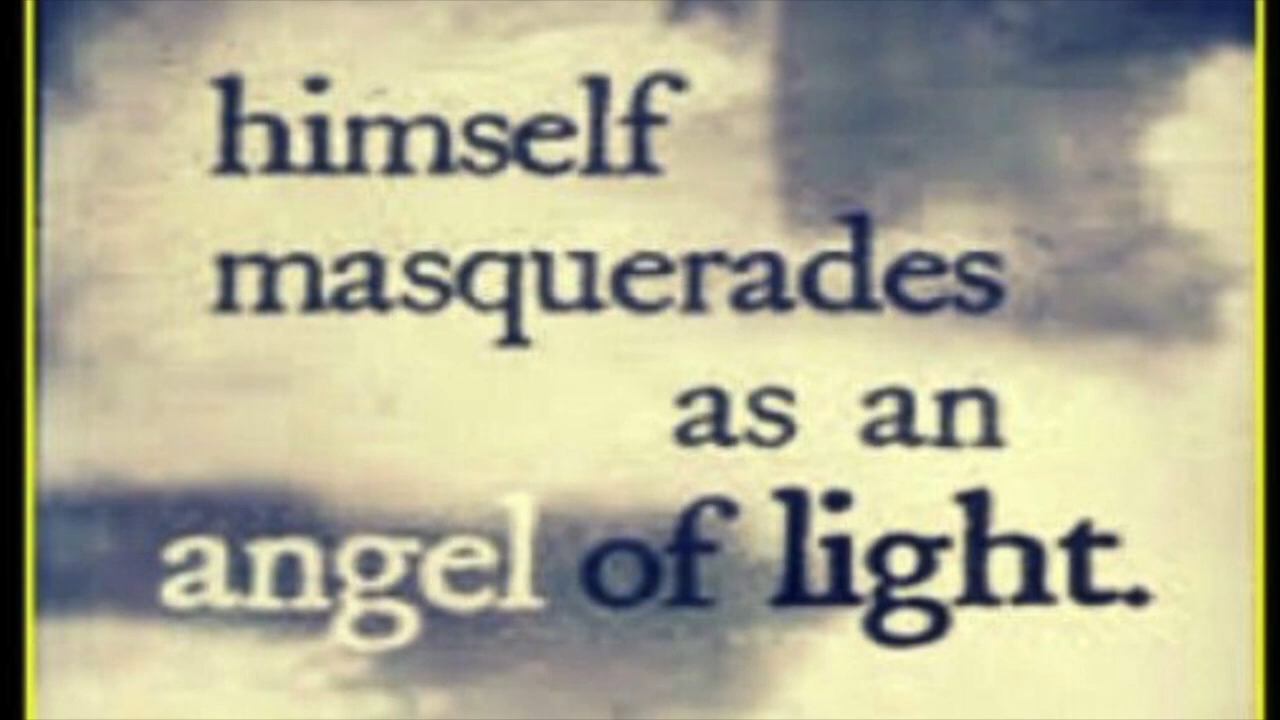 himself
masquerades
as an
angel of light.